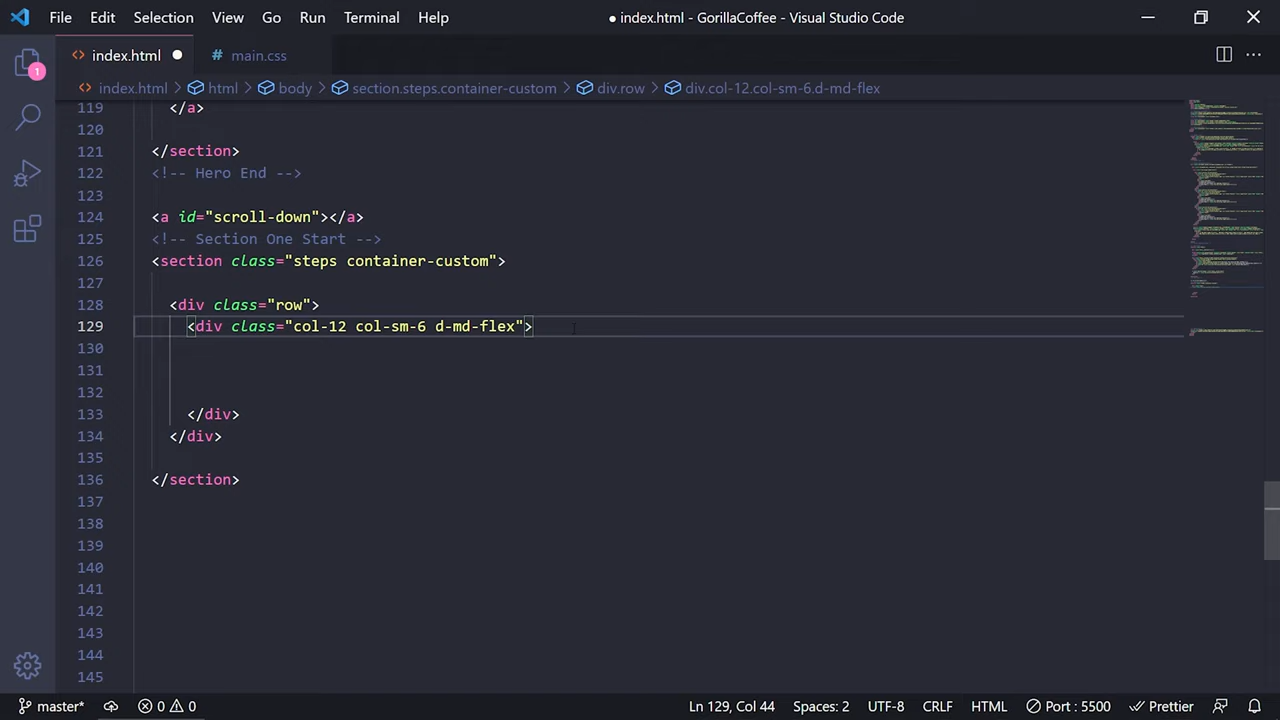 File Edit Selection View Go Run Terminal Help ● index.html - GorillaCoffee - Visual Studio Code
<> index.html ● # main.css
1
<> index.html > html > body > section.steps.container-custom > div.row > div.col-12.col-sm-6.d-md-flex
119 </a>
120
121 </section>
122 <!-- Hero End -->
123
124 <a id="scroll-down"></a>
125 <!-- Section One Start -->
126 <section class="steps container-custom">
127
128 <div class="row">
129 <div class="col-12 col-sm-6 d-md-flex">
130
131
132
133 </div>
134 </div>
135
136 </section>
137
138
139
140
141
142
143
144
145
master* 0 0 Ln 129, Col 44 Spaces: 2 UTF-8 CRLF HTML Port : 5500 Prettier